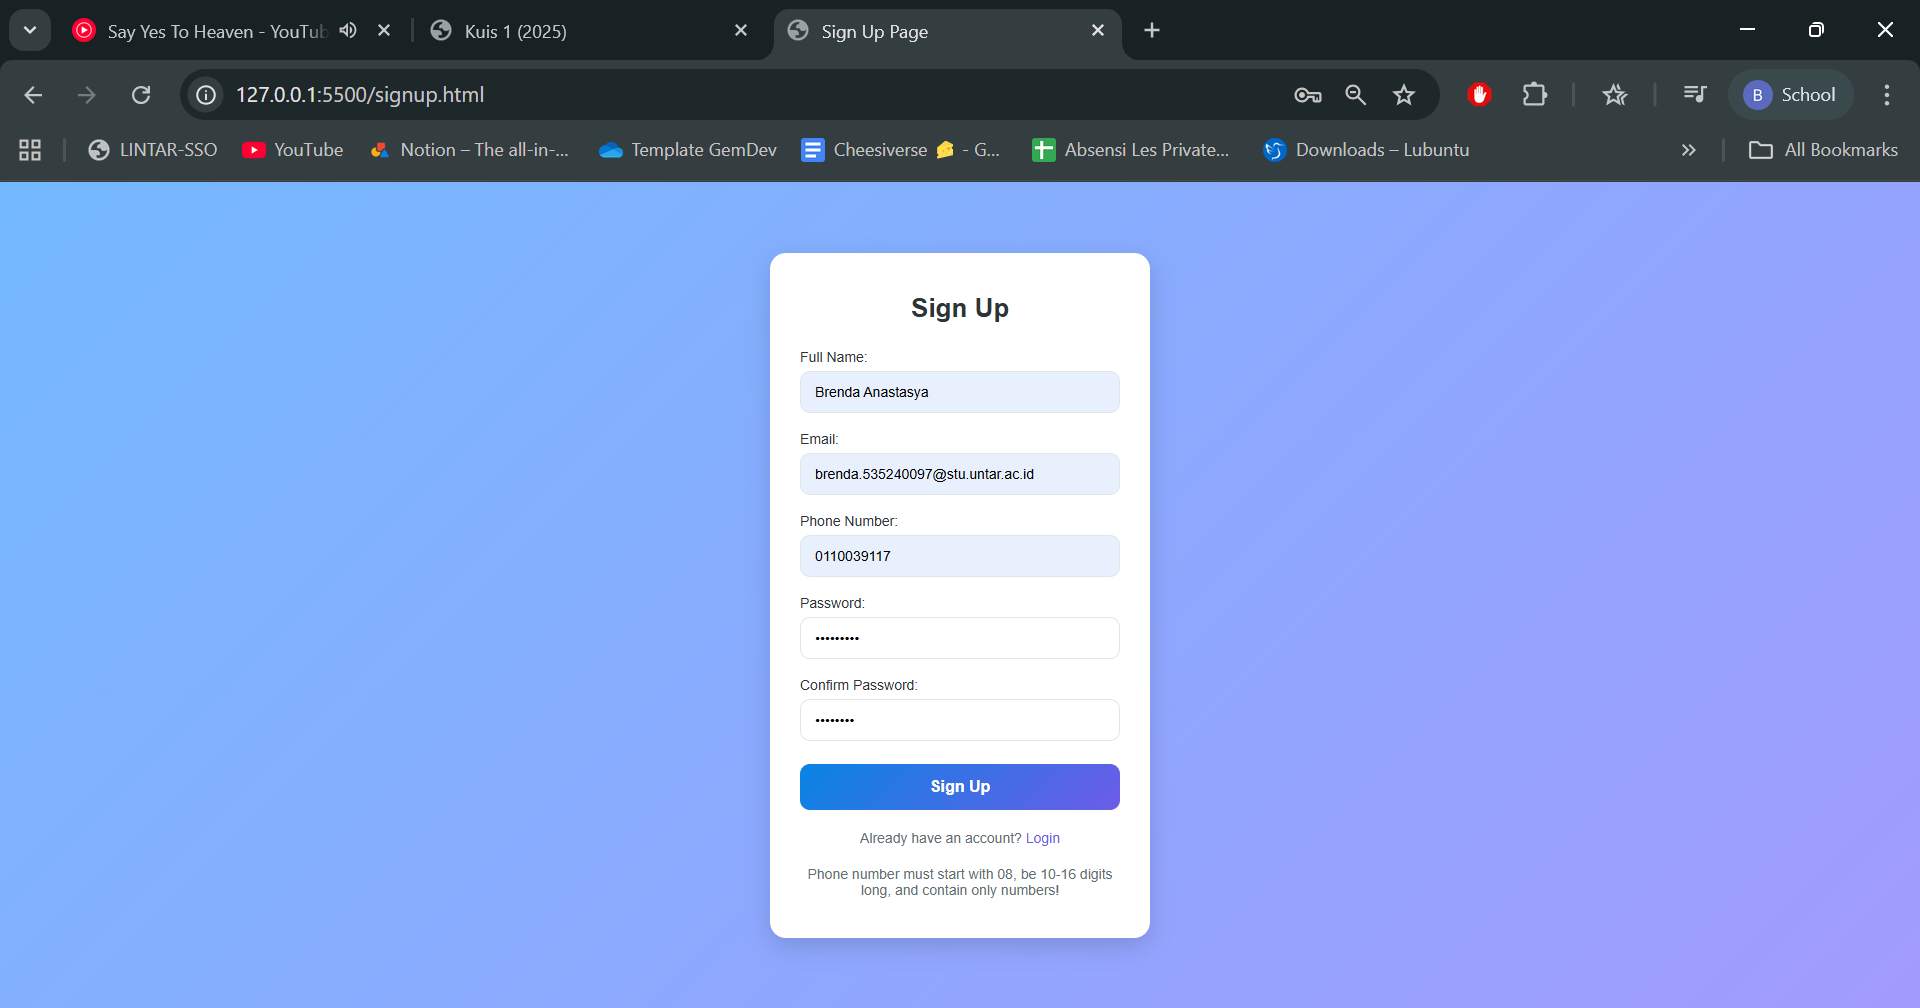 Say Yes To Heaven - YouTub
Kuis 1 (2025)
Sign Up Page
127.0.0.1:5500/signup.html
B School
LINTAR-SSO
YouTube
Notion – The all-in-...
Template GemDev
Cheesiverse 🧀 - G...
Absensi Les Private...
Downloads – Lubuntu
All Bookmarks
Sign Up
Full Name:
Brenda Anastasya
Email:
brenda.535240097@stu.untar.ac.id
Phone Number:
0110039117
Password:
•••••••••
Confirm Password:
••••••••
Sign Up
Already have an account? Login
Phone number must start with 08, be 10-16 digits
long, and contain only numbers!